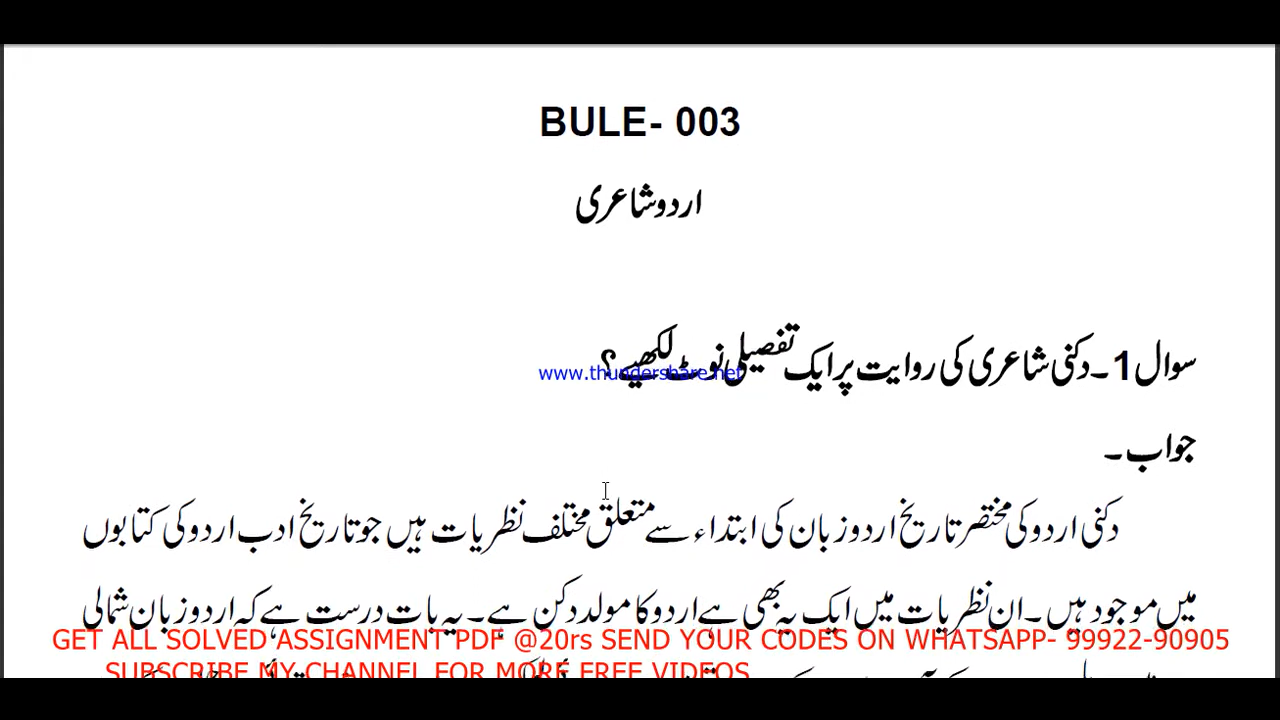 BULE- 003
اردو شاعری
سوال 1۔ دکنی شاعری کی روایت پر ایک تفصیلی نوٹ لکھیے؟
www.thundershare.net
جواب ۔
دکنی اردو کی مختصر تاریخ اردو زبان کی ابتداء سے متعلق مختلف نظریات ہیں جو تاریخ ادب اردو کی کتابوں
میں موجود ہیں۔ ان نظریات میں ایک یہ بھی ہے اردو کا مولد دکن ہے۔ یہ بات درست ہے کہ اردو زبان شمالی
GET ALL SOLVED ASSIGNMENT PDF @20rs SEND YOUR CODES ON WHATSAPP- 99922-90905
SUBSCRIBE MY CHANNEL FOR MORE FREE VIDEOS